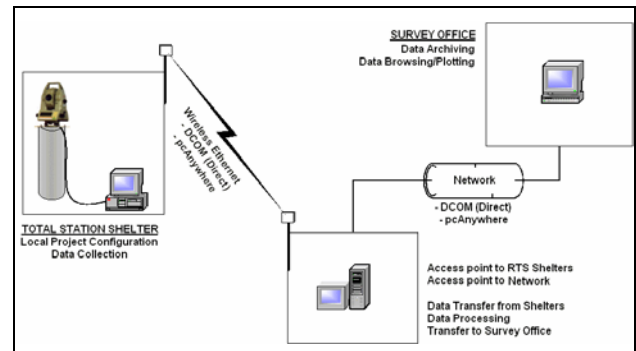 SURVEY OFFICE
Data Archiving
Data Browsing/Plotting
Wireless Ethernet
- DCOM (Direct)
- pcAnywhere
Network
- DCOM (Direct)
- pcAnywhere
TOTAL STATION SHELTER
Local Project Configuration
Data Collection
Access point to RTS Shelters
Access point to Network
Data Transfer from Shelters
Data Processing
Transfer to Survey Office